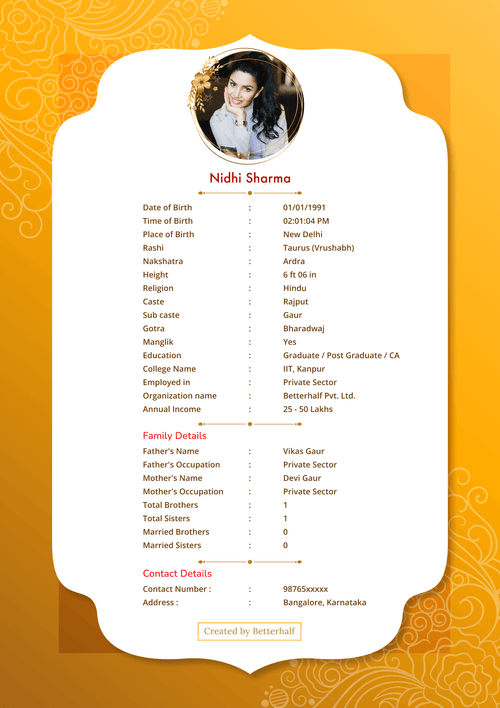 Nidhi Sharma
Date of Birth : 01/01/1991
Time of Birth : 02:01:04 PM
Place of Birth : New Delhi
Rashi : Taurus (Vrushabh)
Nakshatra : Ardra
Height : 6 ft 06 in
Religion : Hindu
Caste : Rajput
Sub caste : Gaur
Gotra : Bharadwaj
Manglik : Yes
Education : Graduate / Post Graduate / CA
College Name : IIT, Kanpur
Employed in : Private Sector
Organization name : Betterhalf Pvt. Ltd.
Annual Income : 25 - 50 Lakhs
Family Details
Father's Name : Vikas Gaur
Father's Occupation : Private Sector
Mother's Name : Devi Gaur
Mother's Occupation : Private Sector
Total Brothers : 1
Total Sisters : 1
Married Brothers : 0
Married Sisters : 0
Contact Details
Contact Number : : 98765xxxxx
Address : : Bangalore, Karnataka
Created by Betterhalf